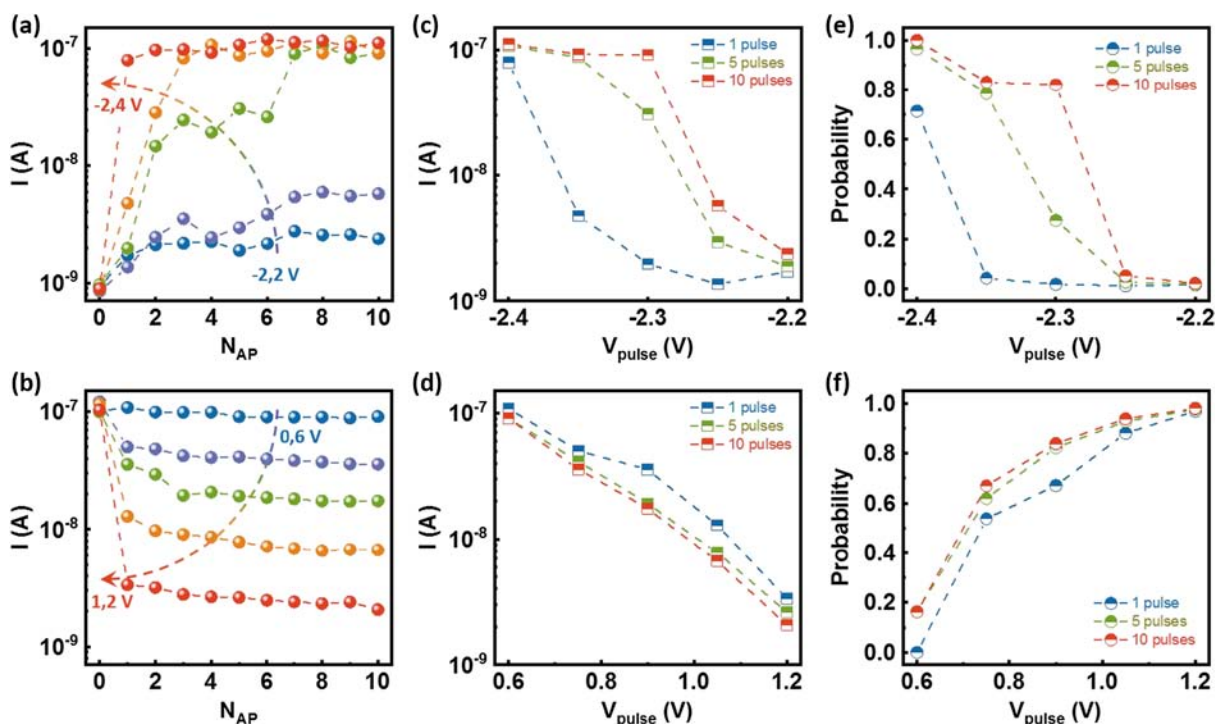 (a)
I (A)
10⁻⁷
10⁻⁸
10⁻⁹
-2,4 V
-2,2 V
0 2 4 6 8 10
N_AP
(c)
I (A)
10⁻⁷
10⁻⁸
10⁻⁹
1 pulse
5 pulses
10 pulses
-2.4 -2.3 -2.2
V_pulse (V)
(e)
Probability
1.0
0.8
0.6
0.4
0.2
0.0
1 pulse
5 pulses
10 pulses
-2.4 -2.3 -2.2
V_pulse (V)
(b)
I (A)
10⁻⁷
10⁻⁸
10⁻⁹
0,6 V
1,2 V
0 2 4 6 8 10
N_AP
(d)
I (A)
10⁻⁷
10⁻⁸
10⁻⁹
1 pulse
5 pulses
10 pulses
0.6 0.8 1.0 1.2
V_pulse (V)
(f)
Probability
1.0
0.8
0.6
0.4
0.2
0.0
1 pulse
5 pulses
10 pulses
0.6 0.8 1.0 1.2
V_pulse (V)